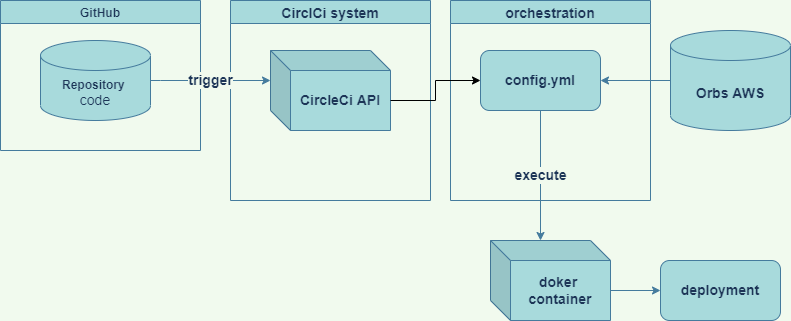 GitHub
CirclCi system
orchestration
Repository
code
trigger
CircleCi API
config.yml
Orbs AWS
execute
doker
container
deployment